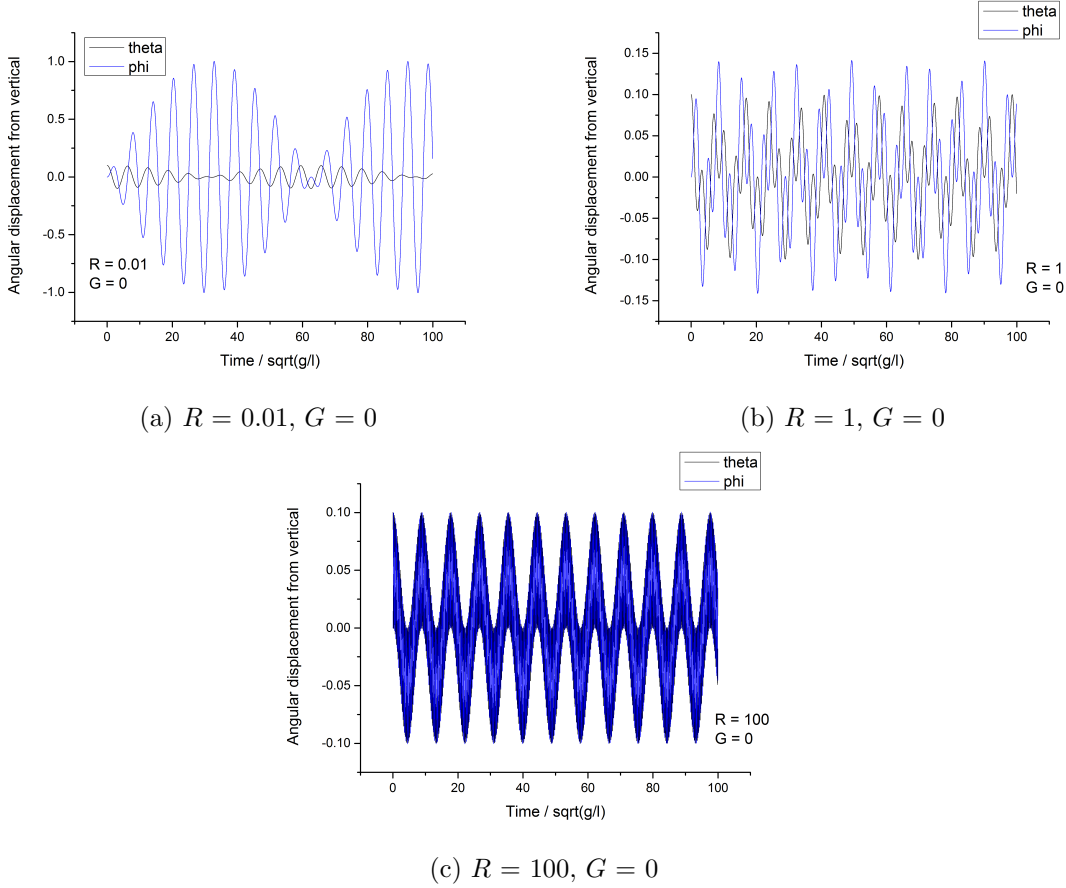 theta
phi
Angular displacement from vertical
1.0
0.5
0.0
-0.5
-1.0
R = 0.01
G = 0
0 20 40 60 80 100
Time / sqrt(g/l)
(a) R = 0.01, G = 0
theta
phi
Angular displacement from vertical
0.15
0.10
0.05
0.00
-0.05
-0.10
-0.15
R = 1
G = 0
0 20 40 60 80 100
Time / sqrt(g/l)
(b) R = 1, G = 0
theta
phi
Angular displacement from vertical
0.10
0.05
0.00
-0.05
-0.10
R = 100
G = 0
0 20 40 60 80 100
Time / sqrt(g/l)
(c) R = 100, G = 0